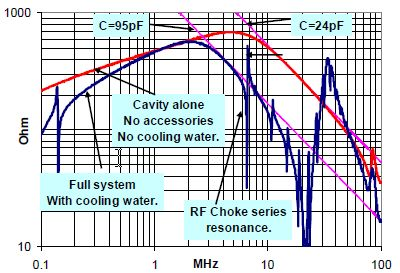 1000
C=95pF
C=24pF
Cavity alone
No accessories
No cooling water.
Ohm
Full system
With cooling water.
RF Choke series
resonance.
10
0.1
1
MHz
10
100